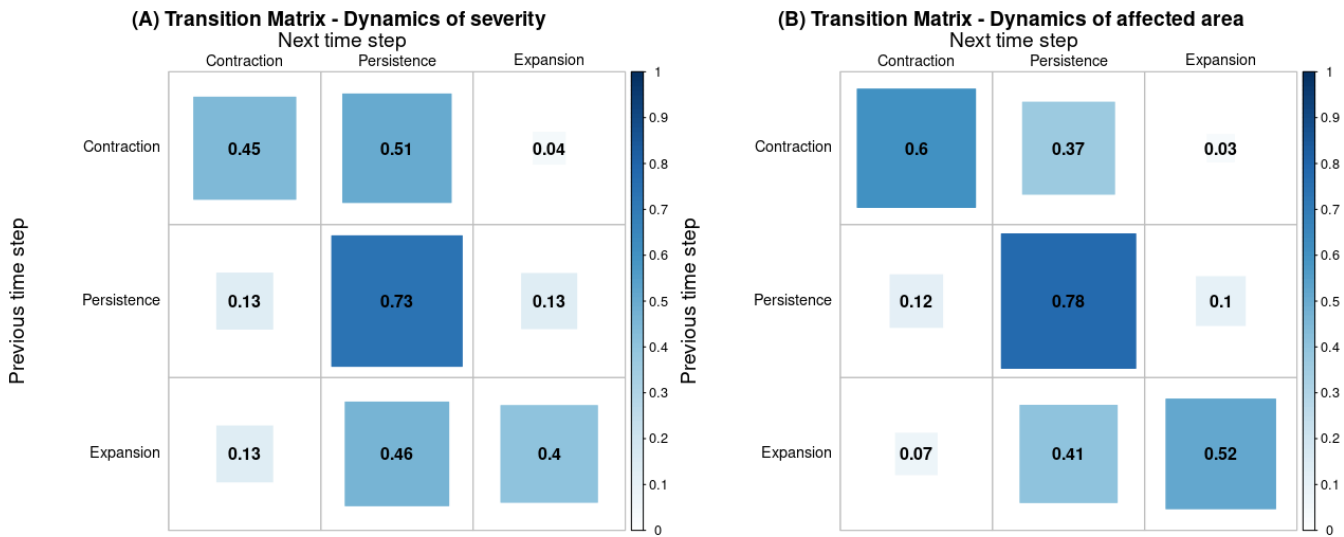 (A) Transition Matrix - Dynamics of severity
Next time step
Contraction Persistence Expansion
Previous time step
Contraction 0.45 0.51 0.04
Persistence 0.13 0.73 0.13
Expansion 0.13 0.46 0.4
1
0.9
0.8
0.7
0.6
0.5
0.4
0.3
0.2
0.1
0
(B) Transition Matrix - Dynamics of affected area
Next time step
Contraction Persistence Expansion
Previous time step
Contraction 0.6 0.37 0.03
Persistence 0.12 0.78 0.1
Expansion 0.07 0.41 0.52
1
0.9
0.8
0.7
0.6
0.5
0.4
0.3
0.2
0.1
0